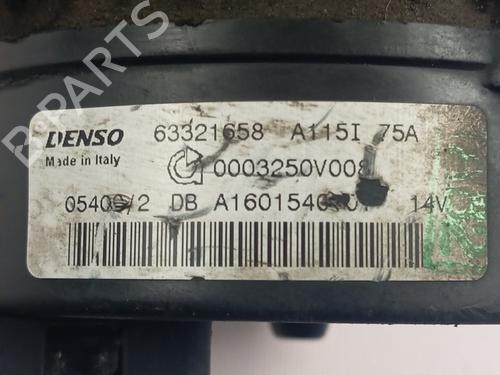 DENSO 63321658 A115I 75A
Made in Italy 0003250V008
DB 14V
B-PARTS